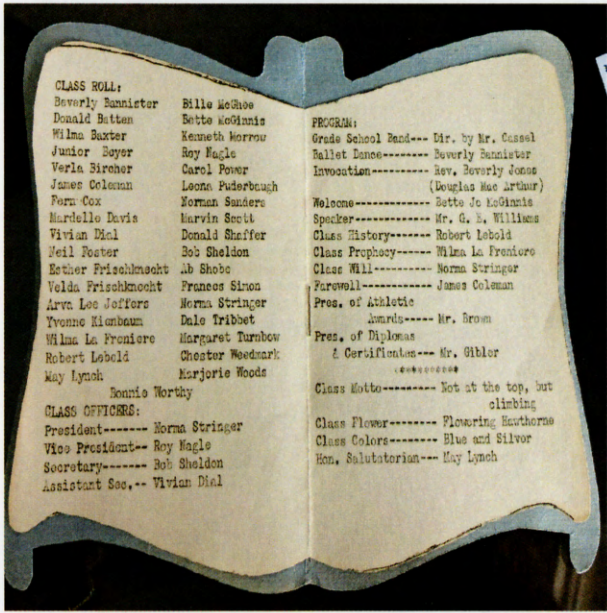 CLASS ROLL:
Beverly Bannister Bille McGhee
Donald Batten Bette McGinnis
Wilma Baxter Kenneth Morrow
Junior Boyer Roy Nagle
Verla Bircher Carol Power
James Coleman Leona Puderbaugh
Fern Cox Norman Sanders
Mardelle Davis Marvin Scott
Vivian Dial Donald Shaffer
Neil Foster Bob Sheldon
Esther Frischknecht Ab Shobe
Velda Frischknecht Frances Simon
Arva Lee Jeffers Norma Stringer
Yvonne Kienbaum Dale Tribbet
Wilma La Freniere Margaret Turnbow
Robert Lebold Chester Weedmark
May Lynch Marjorie Woods
Bonnie Worthy
CLASS OFFICERS:
President------- Norma Stringer
Vice President-- Roy Nagle
Secretary------- Bob Sheldon
Assistant Sec.-- Vivian Dial
PROGRAM:
Grade School Band--- Dir. by Mr. Cassel
Ballet Dance--------- Beverly Bannister
Invocation---------- Rev. Beverly Jones
(Douglas Mac Arthur)
Welcome------------- Bette Jo McGinnis
Speaker------------- Mr. G. E. Williams
Class History------- Robert Lebold
Class Prophecy------ Wilma La Freniere
Class Will---------- Norma Stringer
Farewell------------ James Coleman
Pres. of Athletic
Awards----- Mr. Brown
Pres. of Diplomas
& Certificates--- Mr. Gibler
Class Motto--------- Not at the top, but
climbing
Class Flower-------- Flowering Hawthorne
Class Colors-------- Blue and Silver
Hon. Salutatorian--- May Lynch